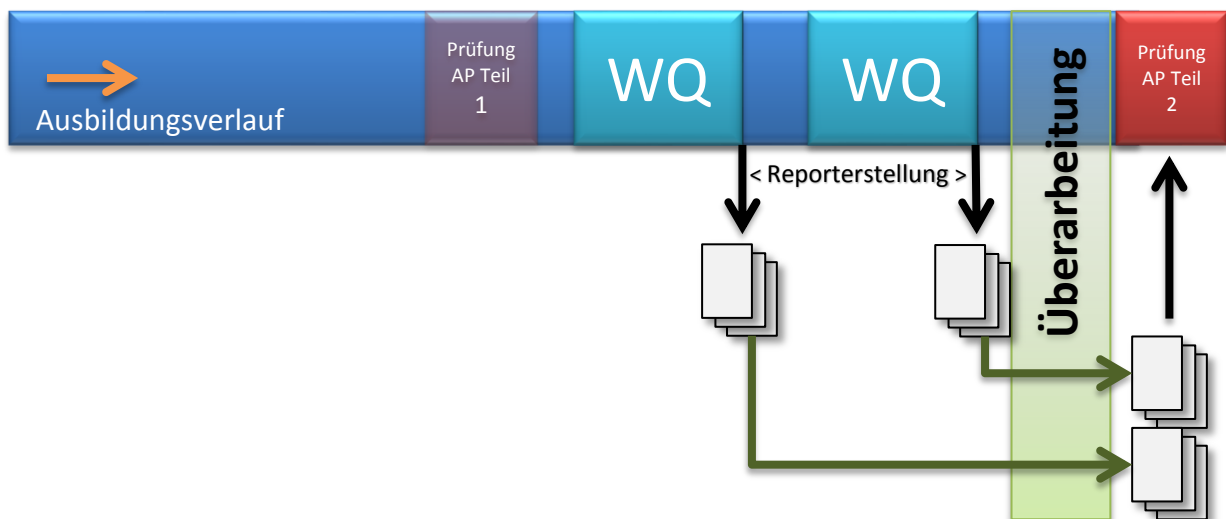 Ausbildungsverlauf
Prüfung
AP Teil
1
WQ
WQ
Überarbeitung
Prüfung
AP Teil
2
< Reporterstellung >